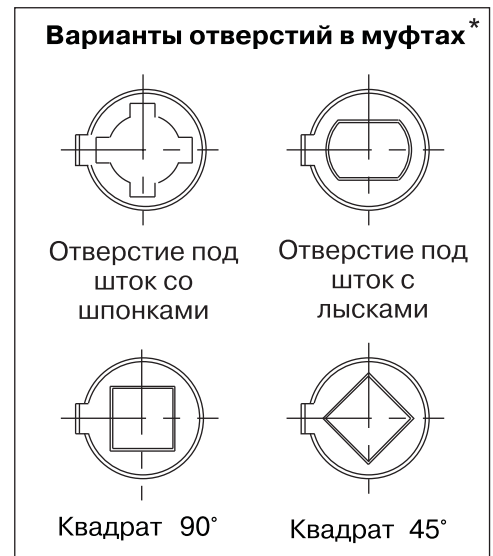 Варианты отверстий в муфтах*
Отверстие под
шток со
шпонками
Отверстие под
шток с
лысками
Квадрат 90°
Квадрат 45°